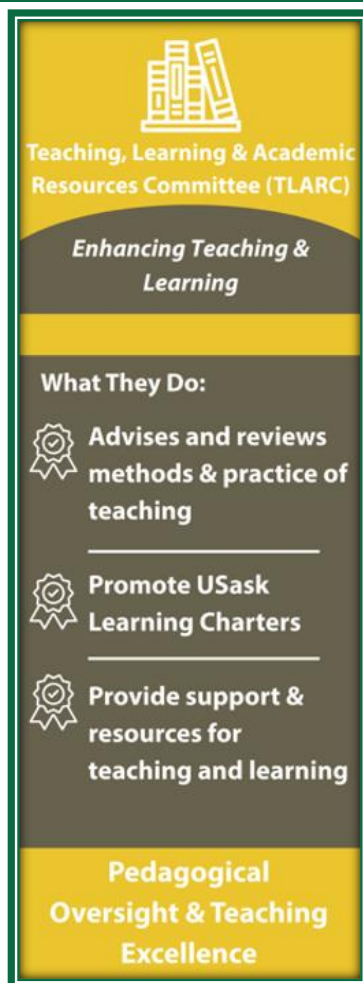 Teaching, Learning & Academic
Resources Committee (TLARC)
Enhancing Teaching &
Learning
What They Do:
Advises and reviews
methods & practice of
teaching
Promote USask
Learning Charters
Provide support &
resources for
teaching and learning
Pedagogical
Oversight & Teaching
Excellence